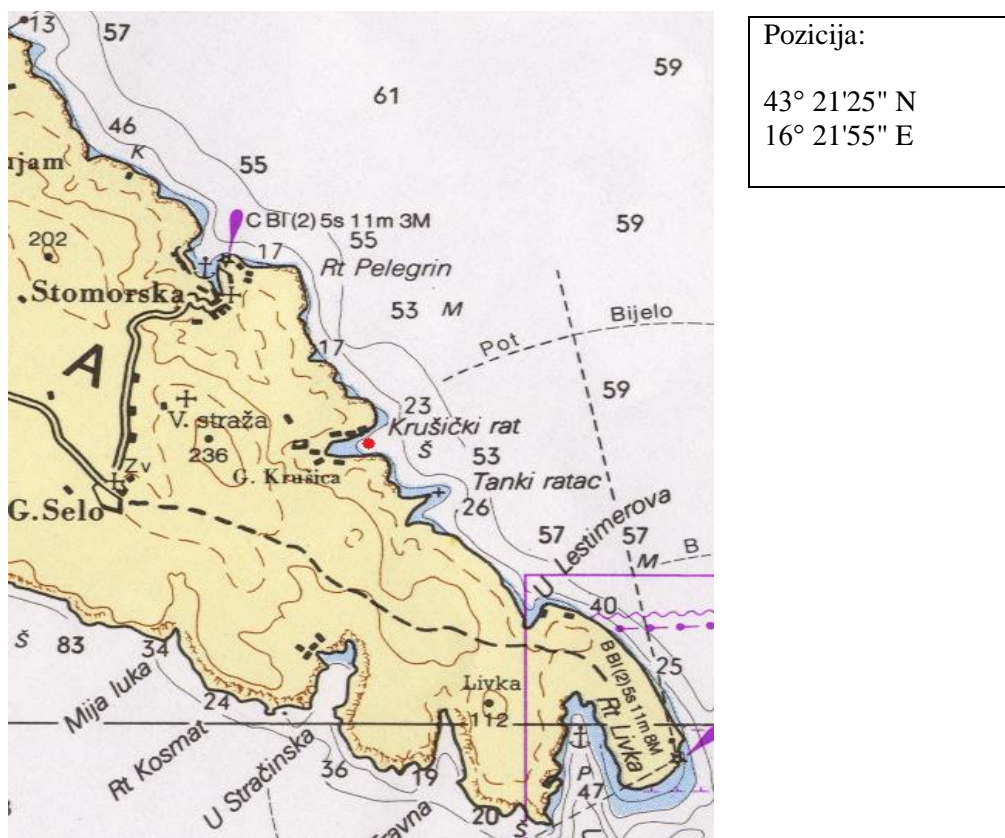 13
57
59
61
46
K
ujam
55
C Bl (2) 5s 11m 3M
59
202
17
55
Rt Pelegrin
Stomorska
53 M
Bijelo
Pot
17
A
59
23
V. straža
Krušički rat
Š
236
53
Zv
G. Krušica
Tanki ratac
26
G.Selo
57
57
U Lestimerova
M
B
40
Š
83
34
25
B Bl (2) 5s 11m 8M
Mija luka
Livka
24
112
Rt Livka
Rt Kosmat
U Stračinska
36
19
P
47
20
Š
Pozicija:
43° 21'25" N
16° 21'55" E